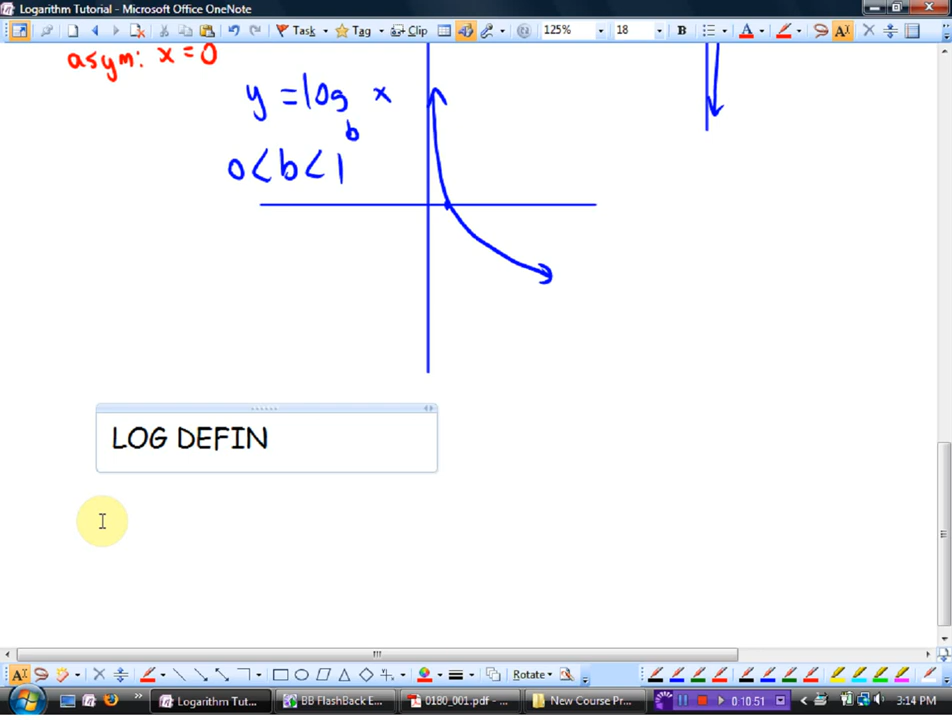 Logarithm Tutorial - Microsoft Office OneNote
Task
Tag
Clip
125%
18
B
A
asym: x = 0
y = log b x
0 < b < 1
LOG DEFIN
Rotate
Logarithm Tutorial - ...
BB FlashBack E...
0180_001.pdf - ...
New Course Pr...
0:10:51
3:14 PM